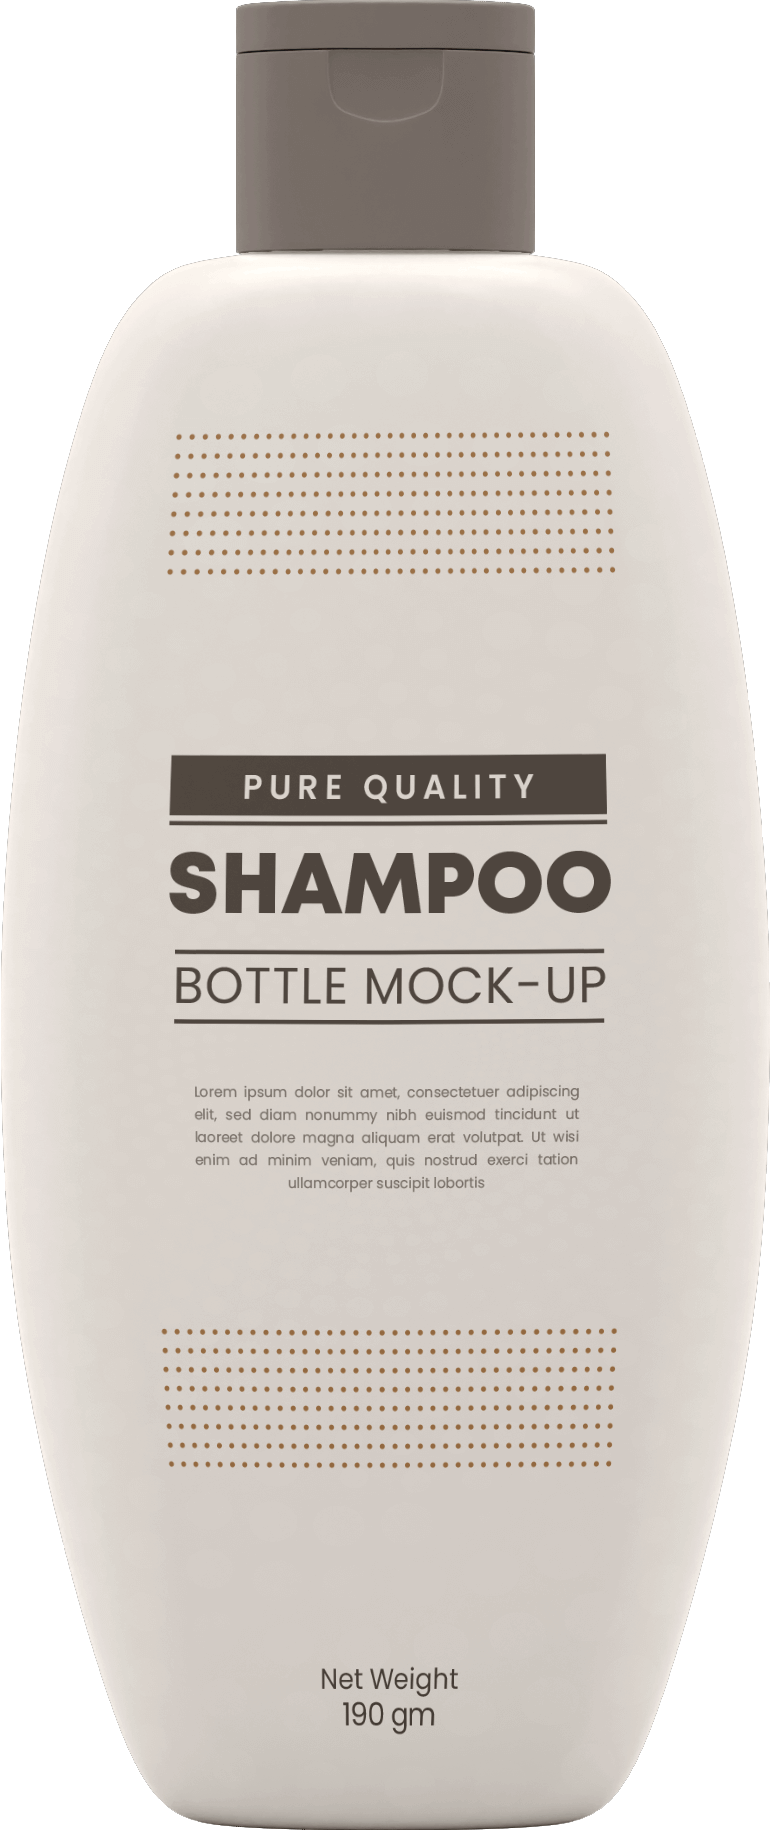 PURE QUALITY
SHAMPOO
BOTTLE MOCK-UP
Lorem ipsum dolor sit amet, consectetuer adipiscing
elit, sed diam nonummy nibh euismod tincidunt ut
laoreet dolore magna aliquam erat volutpat. Ut wisi
enim ad minim veniam, quis nostrud exerci tation
ullamcorper suscipit lobortis
Net Weight
190 gm